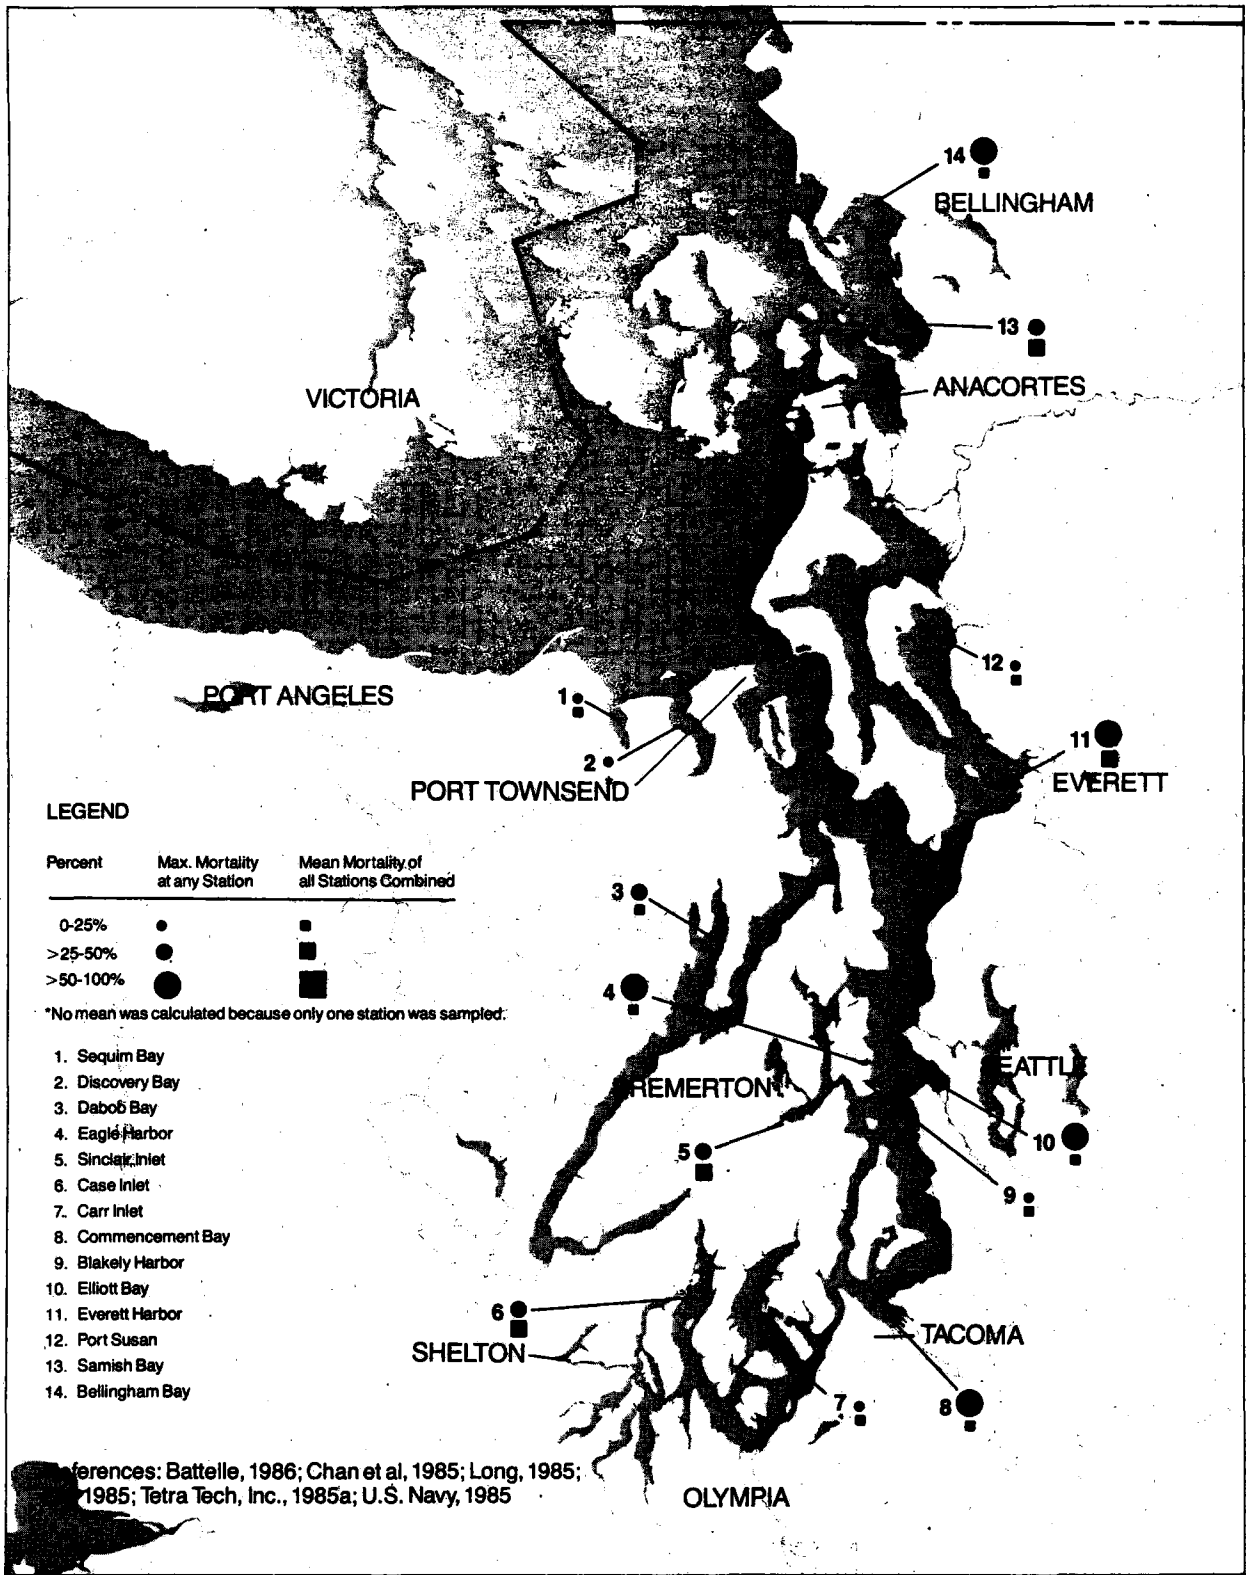 14
BELLINGHAM
13
ANACORTES
VICTORIA
12
PORT ANGELES
1
11
2
EVERETT
PORT TOWNSEND
LEGEND
Percent Max. Mortality Mean Mortality of
at any Station all Stations Combined
0-25%
>25-50%
>50-100%
*No mean was calculated because only one station was sampled.
3
4
1. Sequim Bay
2. Discovery Bay
3. Dabob Bay
4. Eagle Harbor
5. Sinclair Inlet
6. Case Inlet
7. Carr Inlet
8. Commencement Bay
9. Blakely Harbor
10. Elliott Bay
11. Everett Harbor
12. Port Susan
13. Samish Bay
14. Bellingham Bay
EATTLE
REMERTON
10
5
9
6
SHELTON
TACOMA
7
8
ferences: Battelle, 1986; Chan et al, 1985; Long, 1985;
1985; Tetra Tech, Inc., 1985a; U.S. Navy, 1985
OLYMPIA